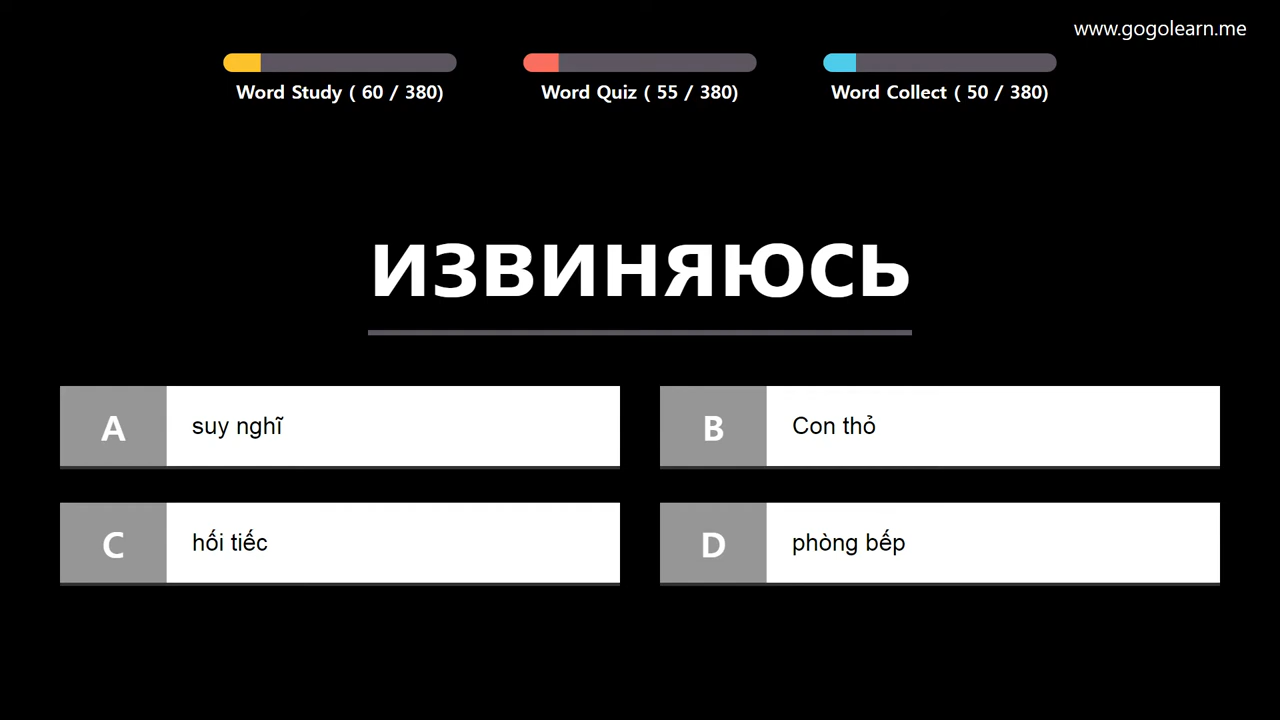 www.gogolearn.me
Word Study ( 60 / 380)
Word Quiz ( 55 / 380)
Word Collect ( 50 / 380)
ИЗВИНЯЮСЬ
A suy nghĩ
B Con thỏ
C hối tiếc
D phòng bếp